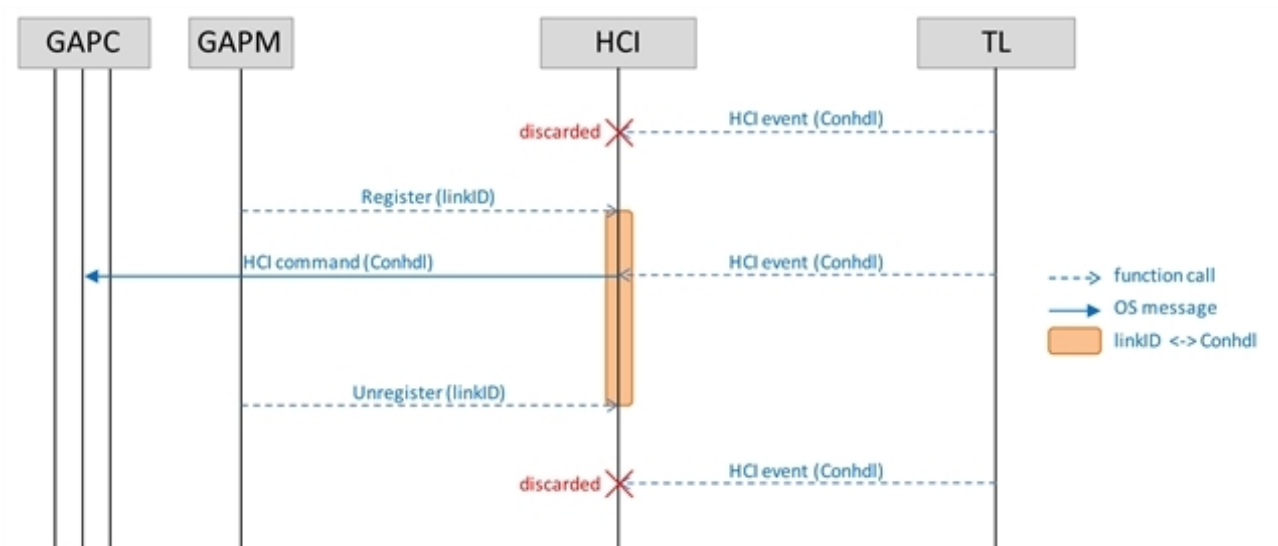 GAPC GAPM HCI TL
HCI event (Conhdl)
discarded
Register (linkID)
HCI command (Conhdl) HCI event (Conhdl)
function call
OS message
linkID <-> Conhdl
Unregister (linkID)
HCI event (Conhdl)
discarded